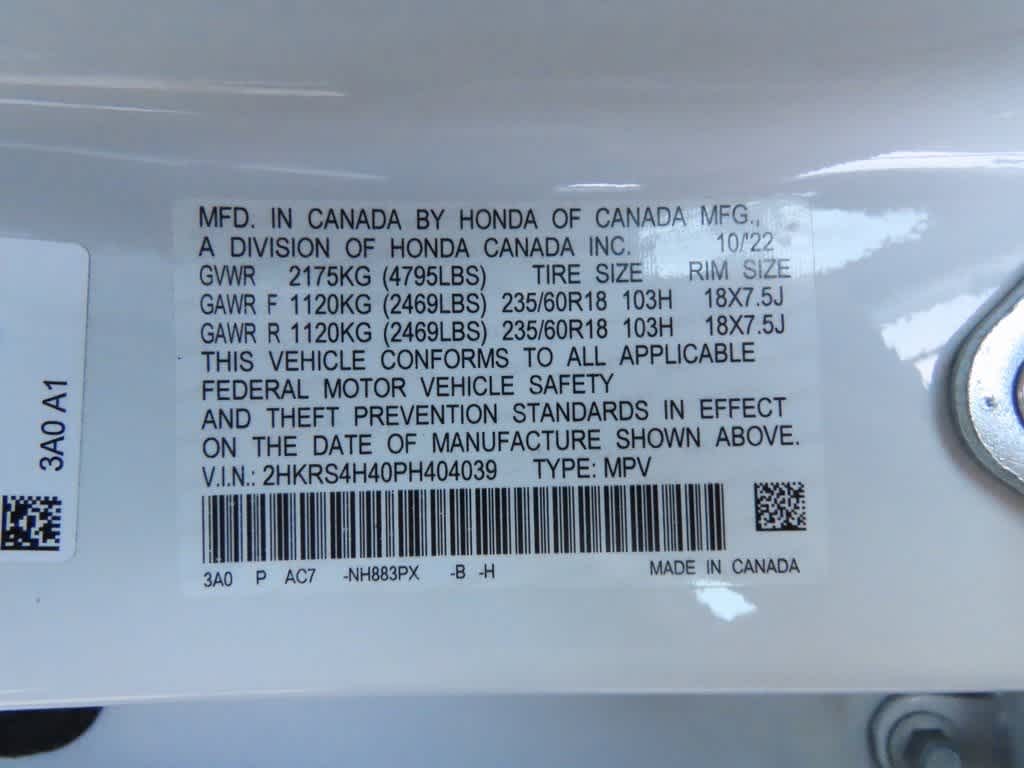 MFD. IN CANADA BY HONDA OF CANADA MFG.,
A DIVISION OF HONDA CANADA INC. 10/'22
GVWR 2175KG (4795LBS) TIRE SIZE RIM SIZE
GAWR F 1120KG (2469LBS) 235/60R18 103H 18X7.5J
GAWR R 1120KG (2469LBS) 235/60R18 103H 18X7.5J
THIS VEHICLE CONFORMS TO ALL APPLICABLE
FEDERAL MOTOR VEHICLE SAFETY
AND THEFT PREVENTION STANDARDS IN EFFECT
ON THE DATE OF MANUFACTURE SHOWN ABOVE.
V.I.N.: 2HKRS4H40PH404039 TYPE: MPV
3A0 P AC7 -NH883PX -B -H MADE IN CANADA
3A0 A1